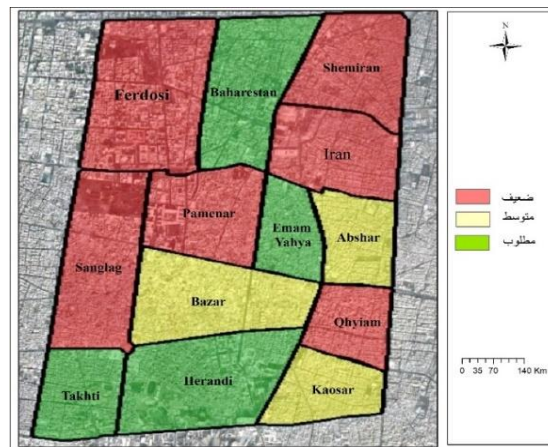 N
Shemiran
Ferdosi
Baharestan
Iran
Pamenar
Emam
Yahya
Abshar
Sanglag
Bazar
Qhyiam
Takhti
Herandi
Kaosar
ضعیف
متوسط
مطلوب
0 35 70 140 Km